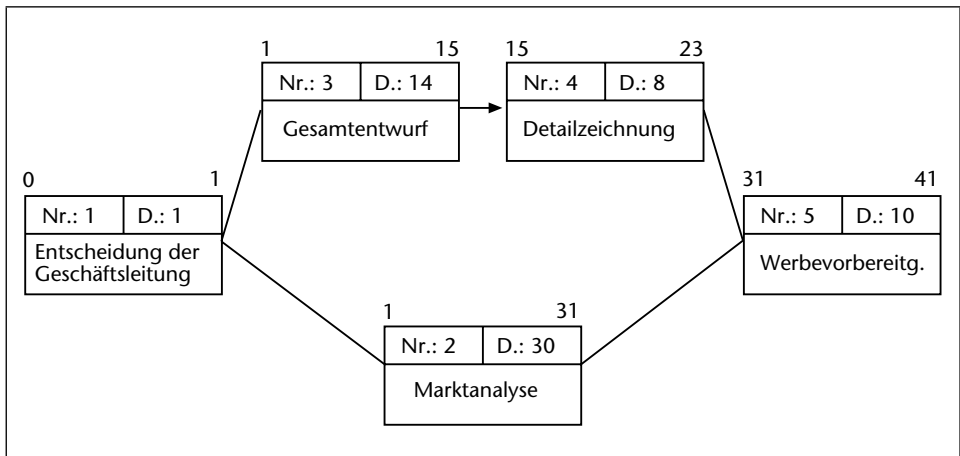 1 15
Nr.: 3 D.: 14
Gesamtentwurf
15 23
Nr.: 4 D.: 8
Detailzeichnung
0 1
Nr.: 1 D.: 1
Entscheidung der
Geschäftsleitung
31 41
Nr.: 5 D.: 10
Werbevorbereitg.
1 31
Nr.: 2 D.: 30
Marktanalyse